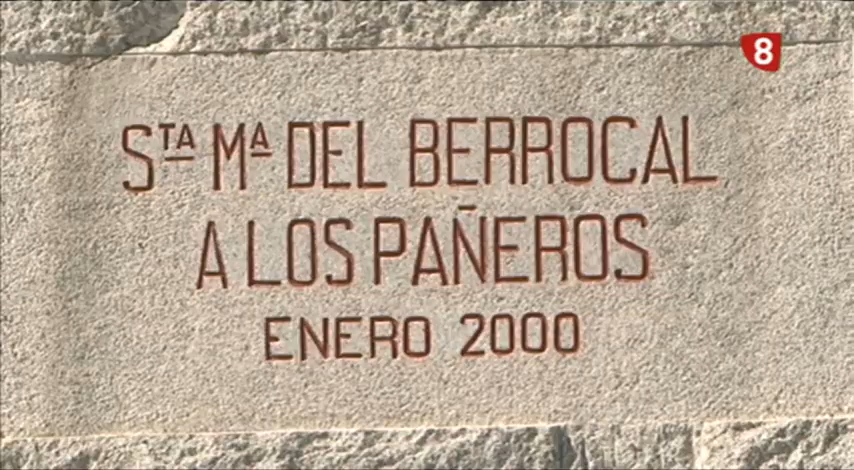 8
Sᵀᴬ Mª DEL BERROCAL
A LOS PAÑEROS
ENERO 2000